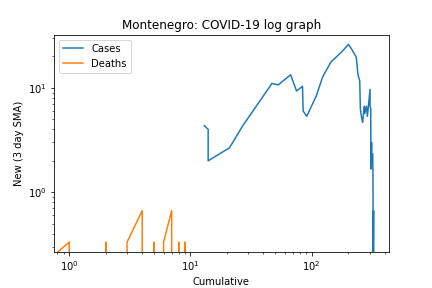 Montenegro: COVID-19 log graph
Cases
Deaths
New (3 day SMA)
10¹
10⁰
10⁰ 10¹ 10²
Cumulative